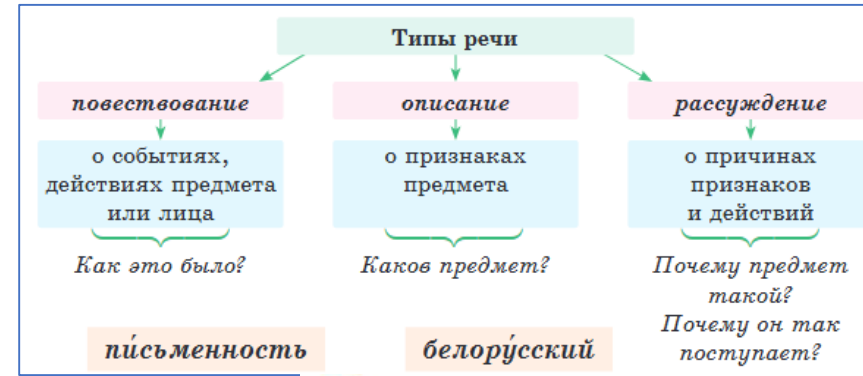 Типы речи
повествование
описание
рассуждение
о событиях,
действиях предмета
или лица
о признаках
предмета
о причинах
признаков
и действий
Как это было?
Каков предмет?
Почему предмет
такой?
Почему он так
поступает?
пи́сьменность
белору́сский